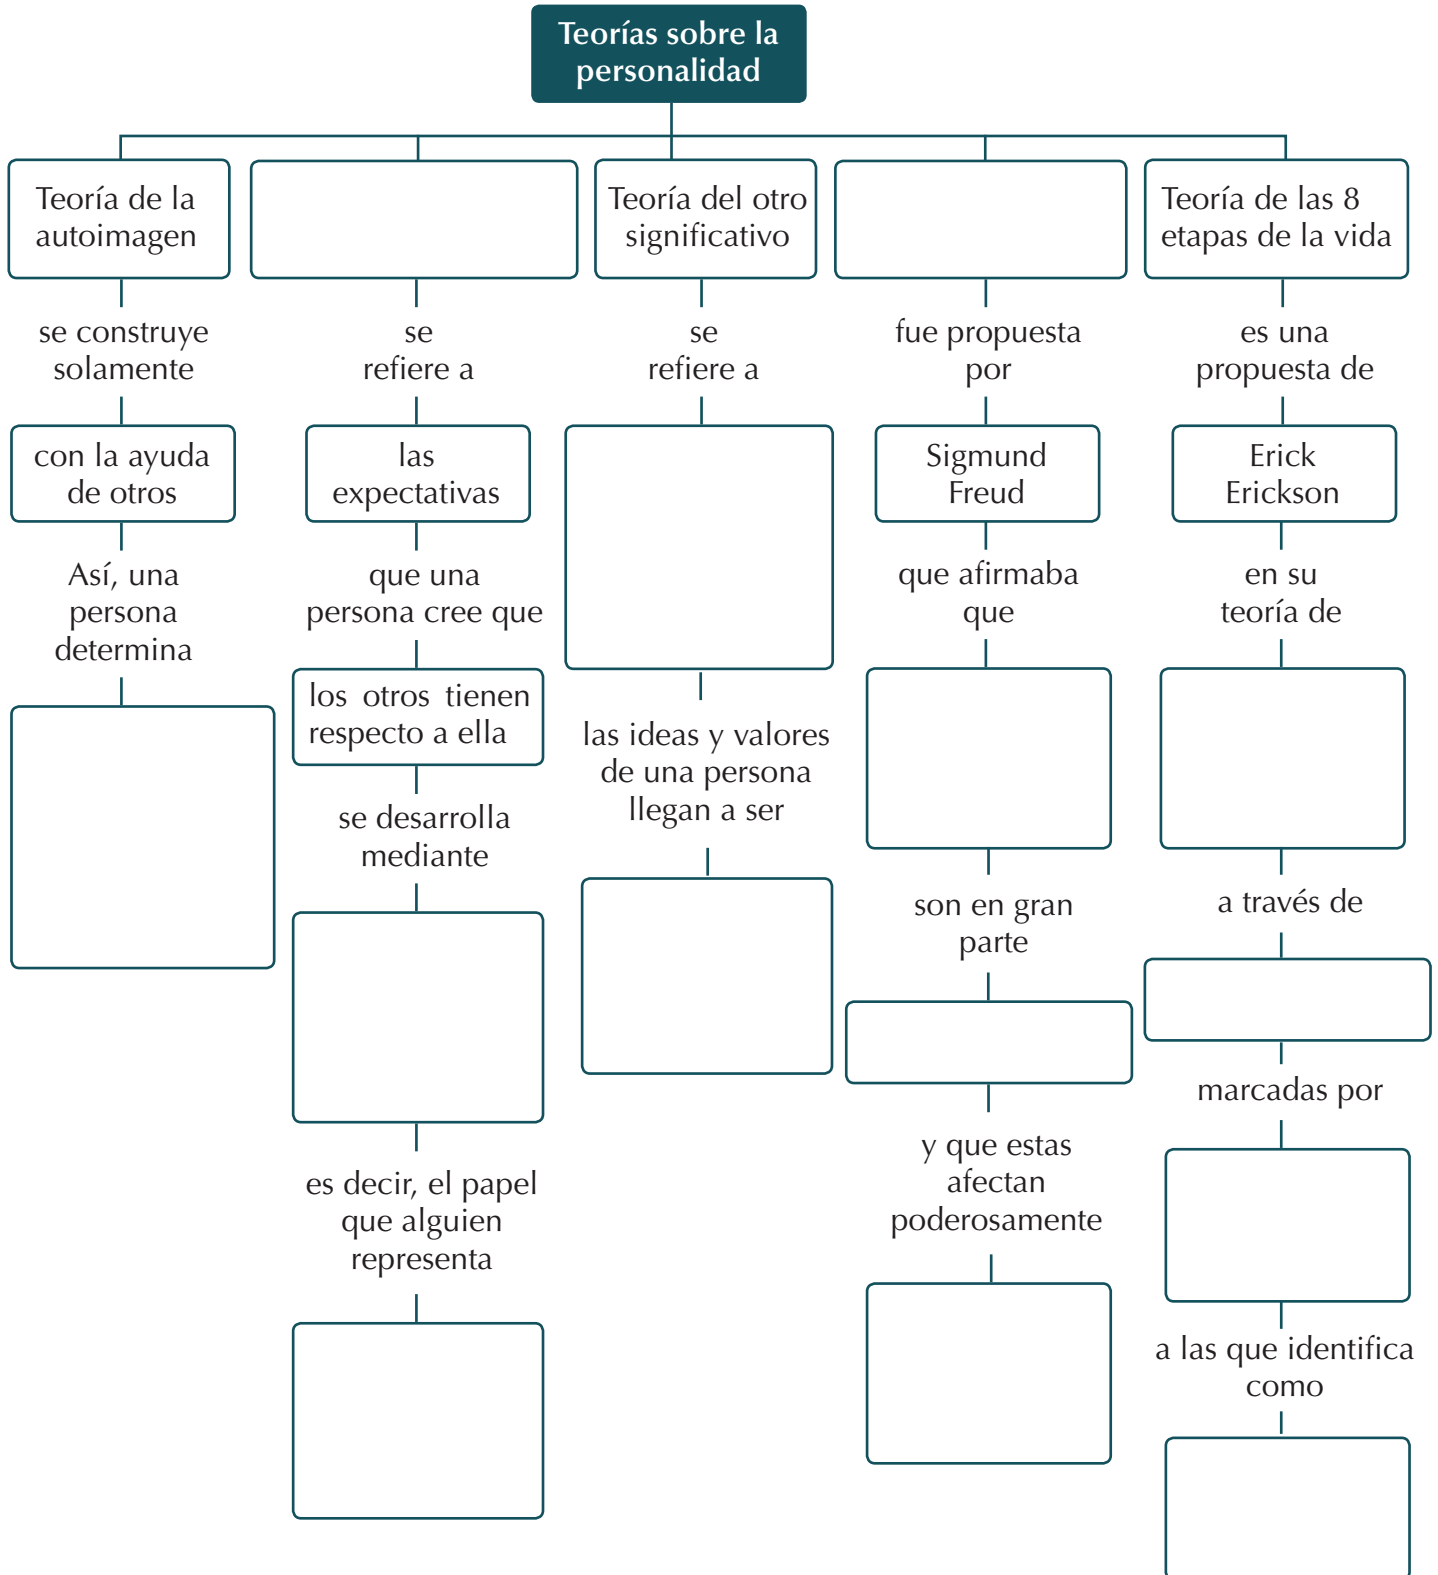 Teorías sobre la
personalidad
Teoría de la
autoimagen
se construye
solamente
con la ayuda
de otros
Así, una
persona
determina
se
refiere a
las
expectativas
que una
persona cree que
los otros tienen
respecto a ella
se desarrolla
mediante
es decir, el papel
que alguien
representa
Teoría del otro
significativo
se
refiere a
las ideas y valores
de una persona
llegan a ser
fue propuesta
por
Sigmund
Freud
que afirmaba
que
son en gran
parte
y que estas
afectan
poderosamente
Teoría de las 8
etapas de la vida
es una
propuesta de
Erick
Erickson
en su
teoría de
a través de
marcadas por
a las que identifica
como